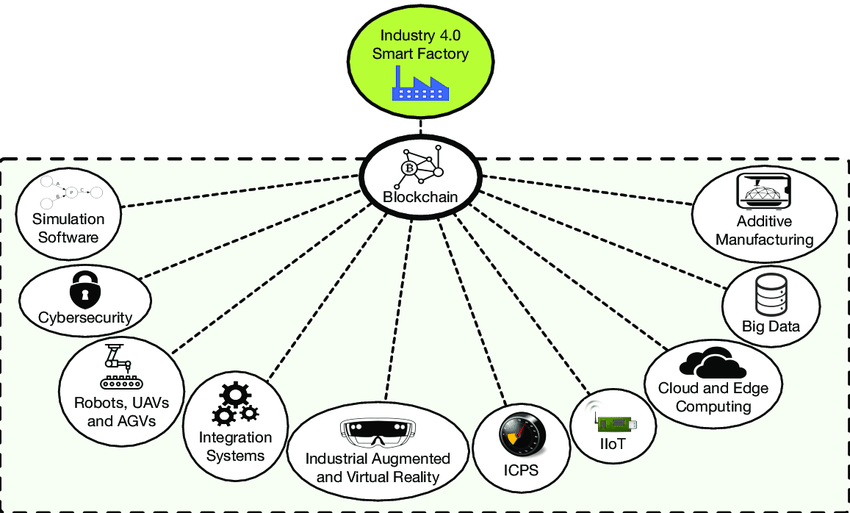 Industry 4.0
Smart Factory
B
Blockchain
Simulation
Software
Additive
Manufacturing
Cybersecurity
Big Data
Robots, UAVs
and AGVs
Cloud and Edge
Computing
Integration
Systems
Industrial Augmented
and Virtual Reality
ICPS
IIoT